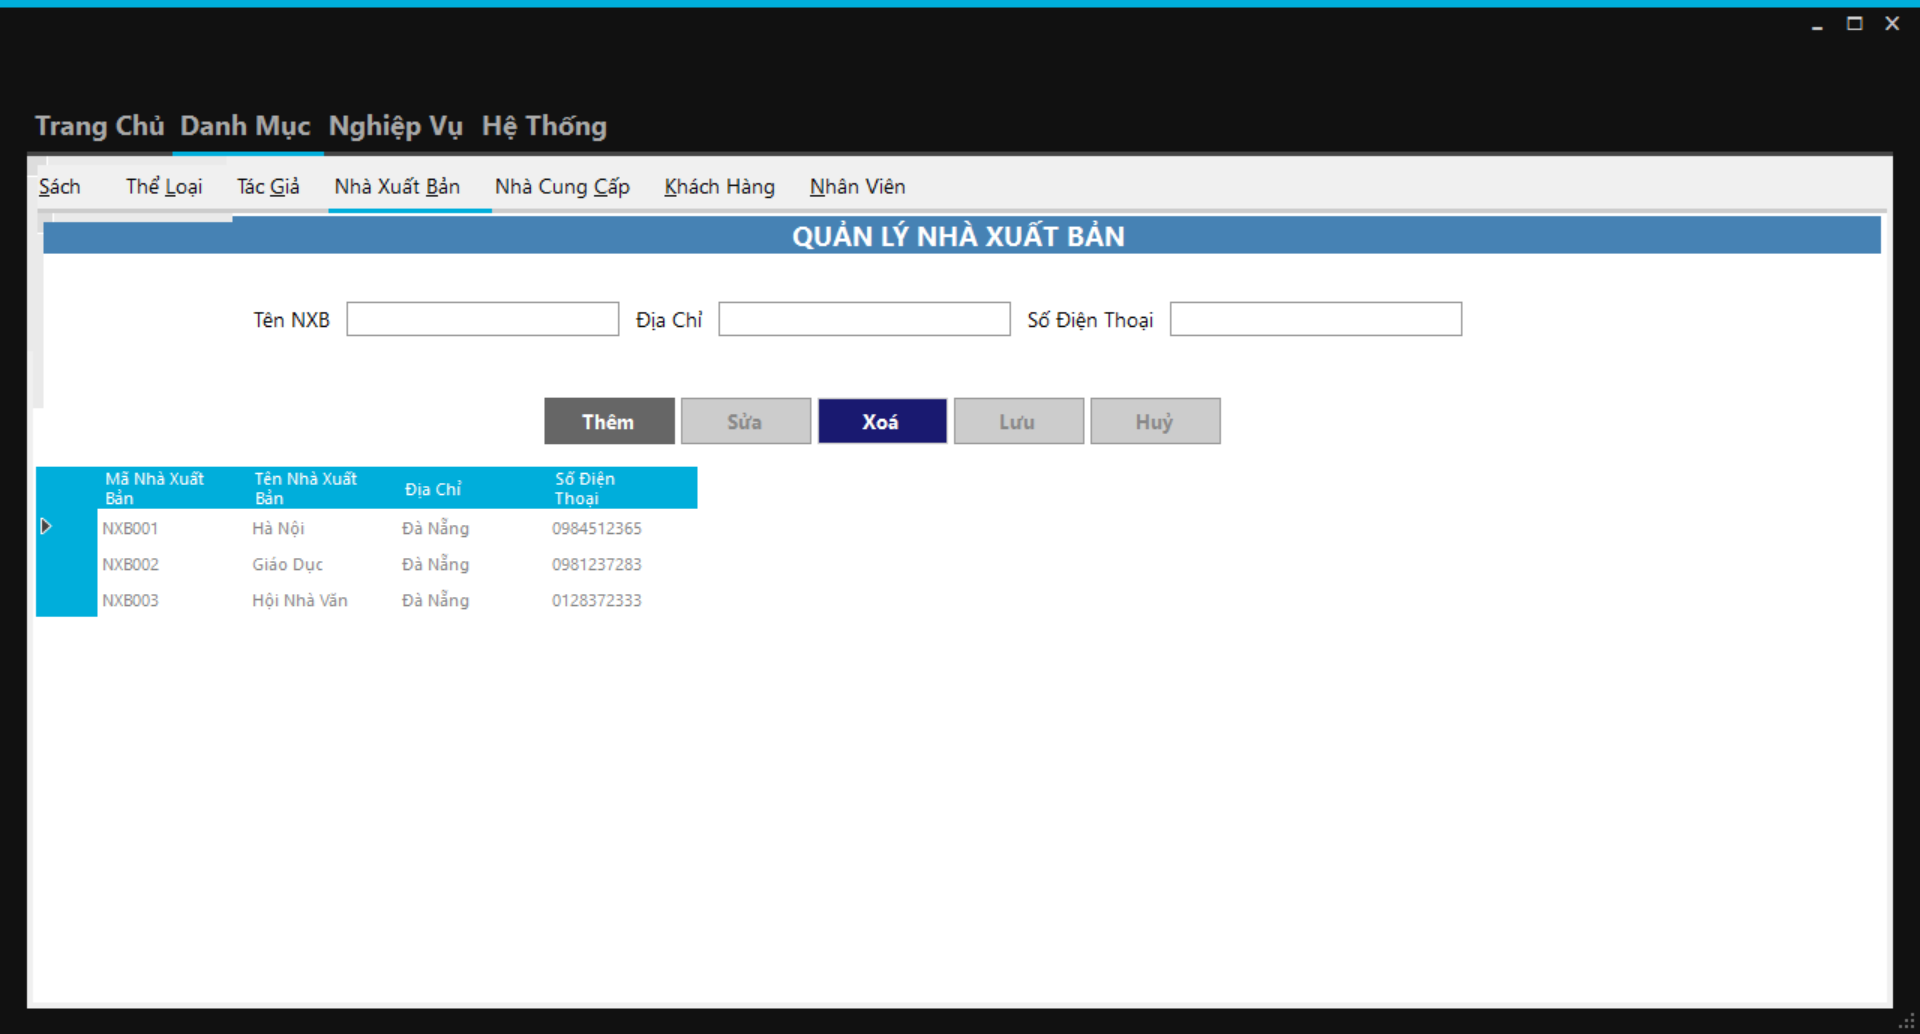 Trang Chủ Danh Mục Nghiệp Vụ Hệ Thống
Sách Thể Loại Tác Giả Nhà Xuất Bản Nhà Cung Cấp Khách Hàng Nhân Viên
QUẢN LÝ NHÀ XUẤT BẢN
Tên NXB Địa Chỉ Số Điện Thoại
Thêm Sửa Xoá Lưu Huỷ
Mã Nhà Xuất Bản Tên Nhà Xuất Bản Địa Chỉ Số Điện Thoại
NXB001 Hà Nội Đà Nẵng 0984512365
NXB002 Giáo Dục Đà Nẵng 0981237283
NXB003 Hội Nhà Văn Đà Nẵng 0128372333